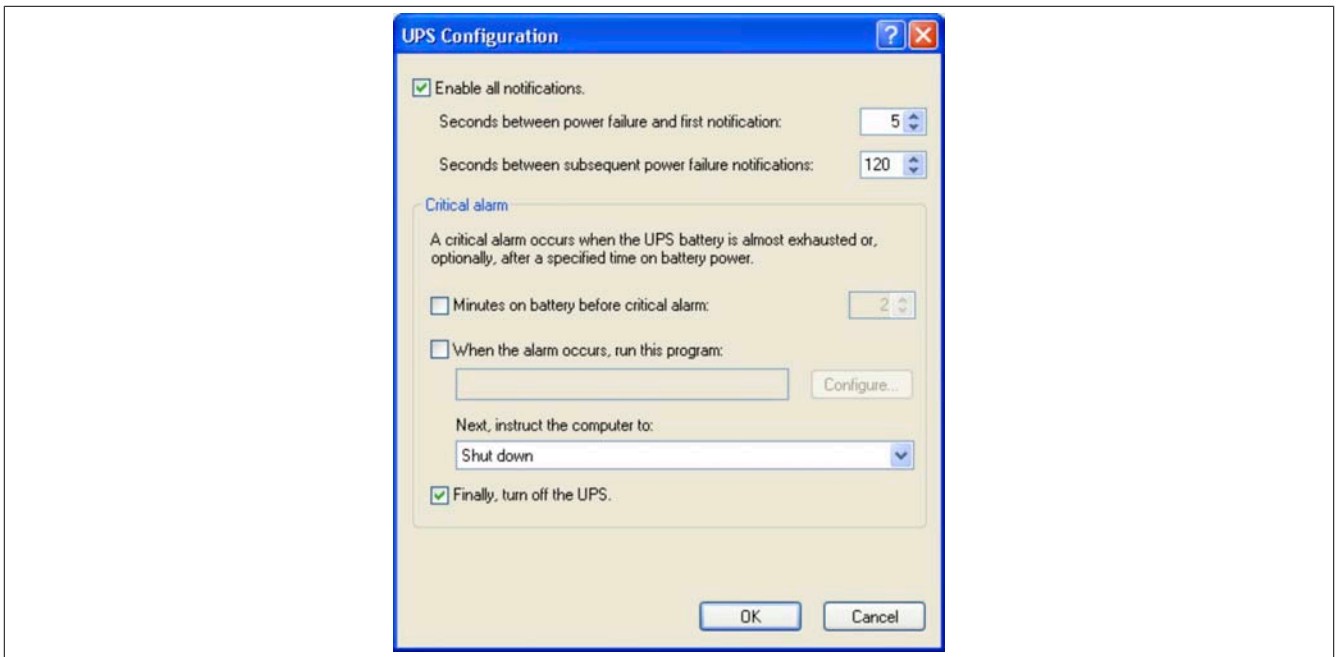 UPS Configuration
Enable all notifications.
Seconds between power failure and first notification: 5
Seconds between subsequent power failure notifications: 120
Critical alarm
A critical alarm occurs when the UPS battery is almost exhausted or,
optionally, after a specified time on battery power.
Minutes on battery before critical alarm: 2
When the alarm occurs, run this program:
Configure...
Next, instruct the computer to:
Shut down
Finally, turn off the UPS.
OK Cancel